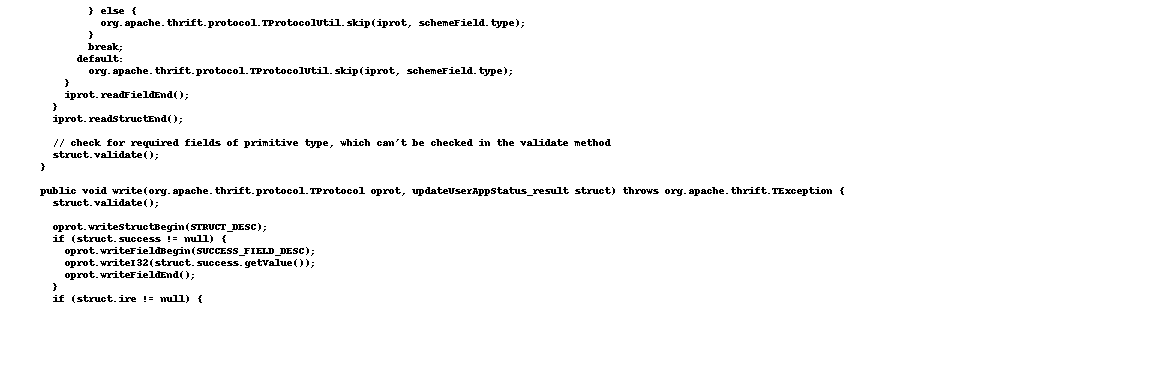 } else {
          org.apache.thrift.protocol.TProtocolUtil.skip(iprot, schemeField.type);
        }
        break;
      default:
        org.apache.thrift.protocol.TProtocolUtil.skip(iprot, schemeField.type);
    }
    iprot.readFieldEnd();
  }
  iprot.readStructEnd();

  // check for required fields of primitive type, which can't be checked in the validate method
  struct.validate();
}

public void write(org.apache.thrift.protocol.TProtocol oprot, updateUserAppStatus_result struct) throws org.apache.thrift.TException {
  struct.validate();

  oprot.writeStructBegin(STRUCT_DESC);
  if (struct.success != null) {
    oprot.writeFieldBegin(SUCCESS_FIELD_DESC);
    oprot.writeI32(struct.success.getValue());
    oprot.writeFieldEnd();
  }
  if (struct.ire != null) {